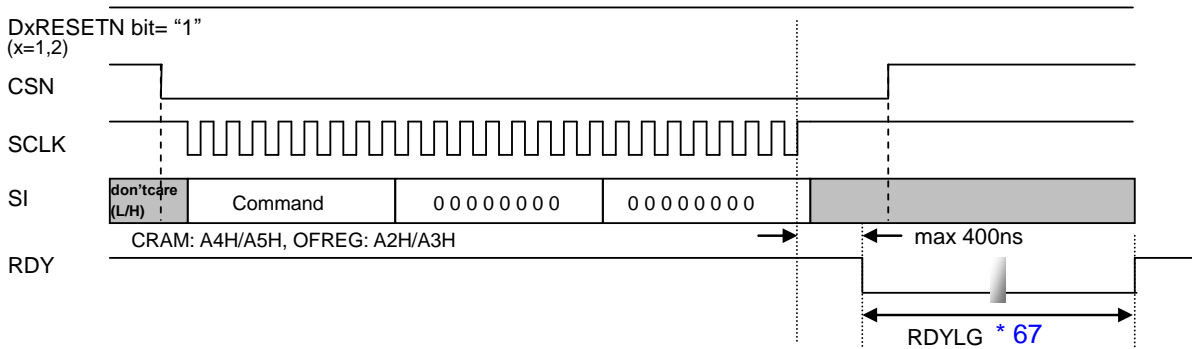 DxRESETN bit= “1”
(x=1,2)
CSN
SCLK
SI
don'tcare
(L/H)
Command
0 0 0 0 0 0 0 0
0 0 0 0 0 0 0 0
CRAM: A4H/A5H, OFREG: A2H/A3H
max 400ns
RDY
RDYLG * 67